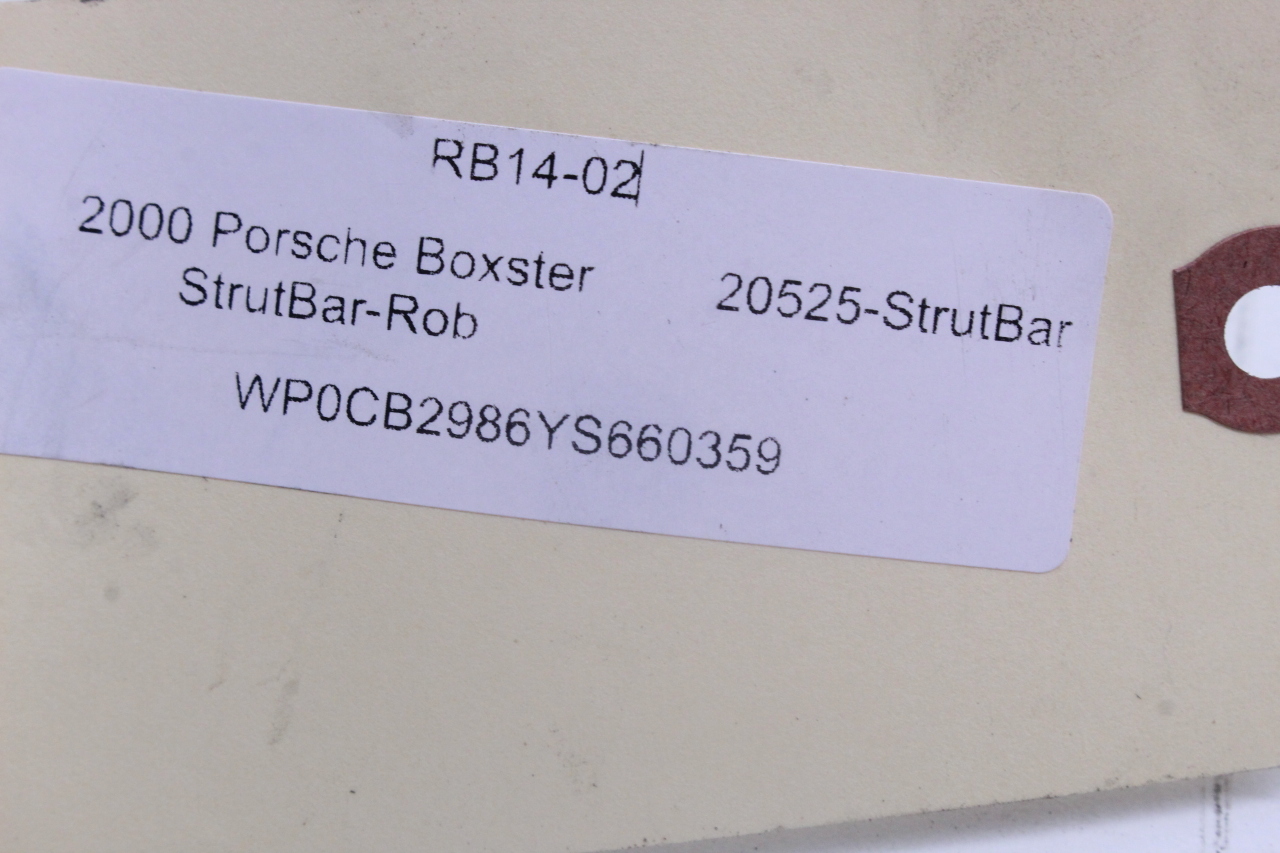 RB14-02
2000 Porsche Boxster
StrutBar-Rob
20525-StrutBar
WP0CB2986YS660359